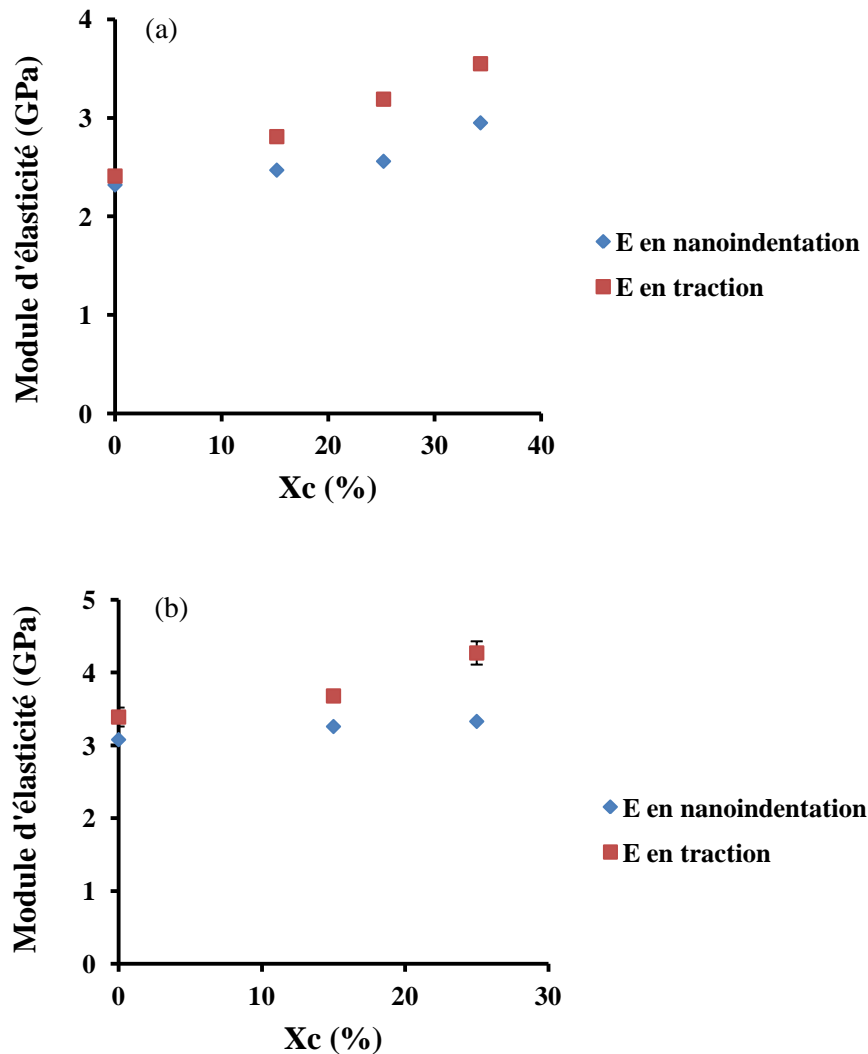 (a)
Module d'élasticité (GPa)
4
3
2
1
0
0 10 20 30 40
Xc (%)
E en nanoindentation
E en traction
(b)
Module d'élasticité (GPa)
5
4
3
2
1
0
0 10 20 30
Xc (%)
E en nanoindentation
E en traction